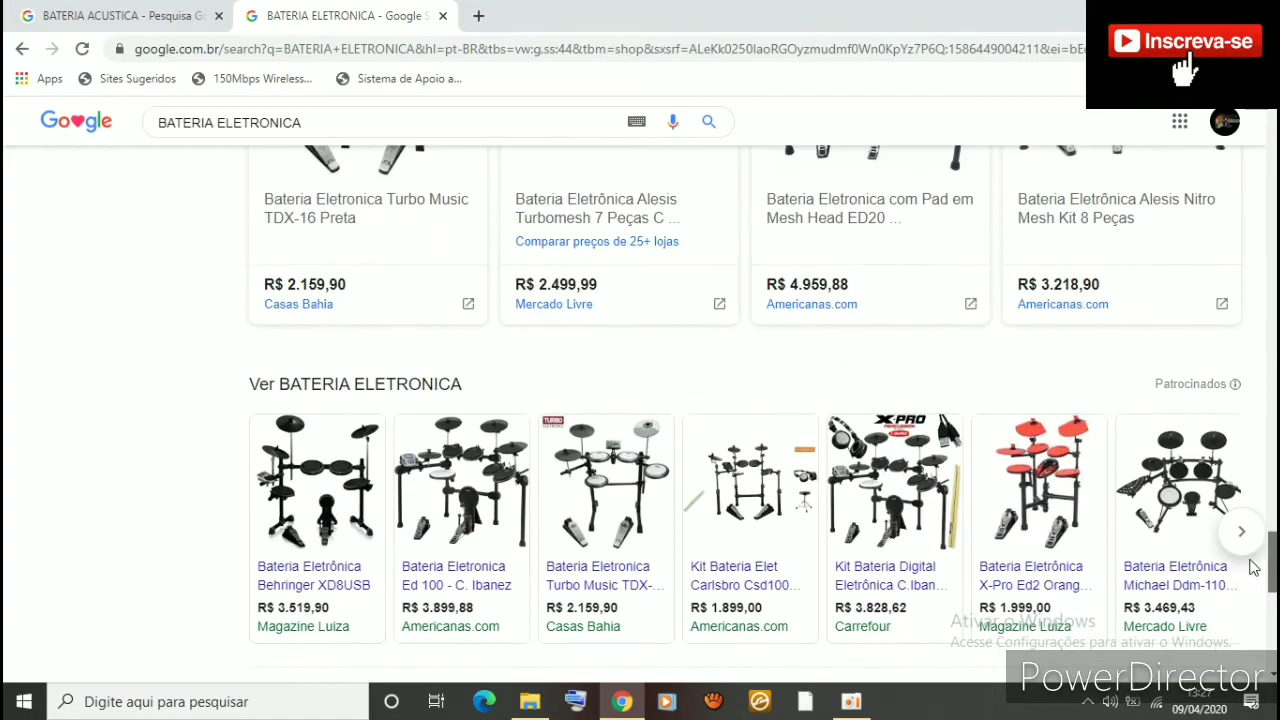 BATERIA ACUSTICA - Pesquisa Go
BATERIA ELETRONICA - Google S
google.com.br/search?q=BATERIA+ELETRONICA&hl=pt-BR&tbs=vw:g,ss:44&tbm=shop&sxsrf=ALeKk0250IaoRGOyzmudmf0Wn0KpYz7P6Q:1586449004211&ei=bE
Inscreva-se
Apps
Sites Sugeridos
150Mbps Wireless...
Sistema de Apoio a...
Google
BATERIA ELETRONICA
Bateria Eletronica Turbo Music
TDX-16 Preta
R$ 2.159,90
Casas Bahia
Bateria Eletrônica Alesis
Turbomesh 7 Peças C ...
Comparar preços de 25+ lojas
R$ 2.499,99
Mercado Livre
Bateria Eletronica com Pad em
Mesh Head ED20 ...
R$ 4.959,88
Americanas.com
Bateria Eletrônica Alesis Nitro
Mesh Kit 8 Peças
R$ 3.218,90
Americanas.com
Ver BATERIA ELETRONICA
Patrocinados
Bateria Eletrônica
Behringer XD8USB
R$ 3.519,90
Magazine Luiza
Bateria Eletronica
Ed 100 - C. Ibanez
R$ 3.899,88
Americanas.com
TURBO
Bateria Eletronica
Turbo Music TDX-...
R$ 2.159,90
Casas Bahia
Kit Bateria Elet
Carlsbro Csd100...
R$ 1.899,00
Americanas.com
X-PRO
Kit Bateria Digital
Eletrônica C.Iban...
R$ 3.828,62
Carrefour
Bateria Eletrônica
X-Pro Ed2 Orang...
R$ 1.999,00
Magazine Luiza
Bateria Eletrônica
Michael Ddm-110...
R$ 3.469,43
Mercado Livre
Ativar o Windows
Acesse Configurações para ativar o Windows.
PowerDirector
Digite aqui para pesquisar
13:27
09/04/2020